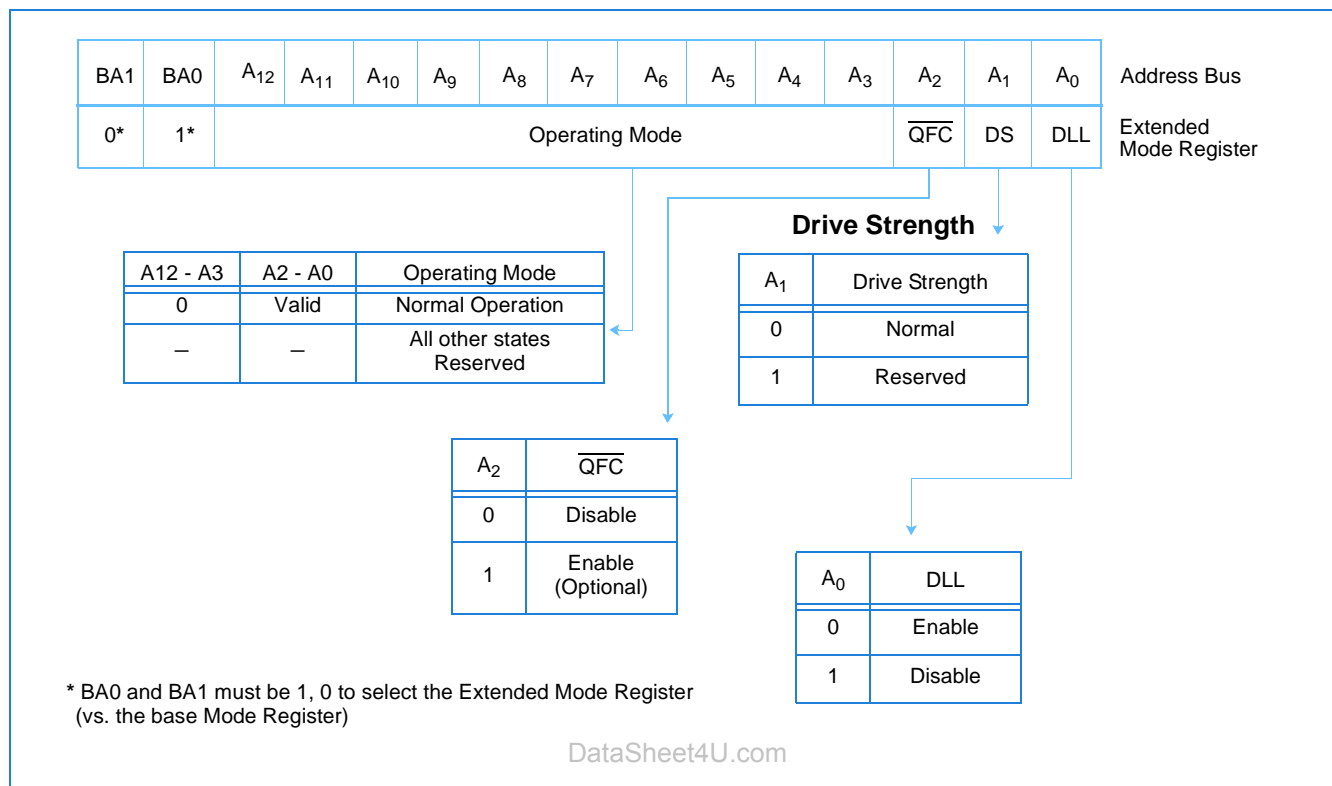 BA1 BA0 A12 A11 A10 A9 A8 A7 A6 A5 A4 A3 A2 A1 A0 Address Bus
0* 1* Operating Mode Q̅F̅C̅ DS DLL Extended
Mode Register
Drive Strength
A12 - A3 A2 - A0 Operating Mode
0 Valid Normal Operation
– – All other states
Reserved
A1 Drive Strength
0 Normal
1 Reserved
A2 Q̅F̅C̅
0 Disable
1 Enable
(Optional)
A0 DLL
0 Enable
1 Disable
* BA0 and BA1 must be 1, 0 to select the Extended Mode Register
(vs. the base Mode Register)
DataSheet4U.com